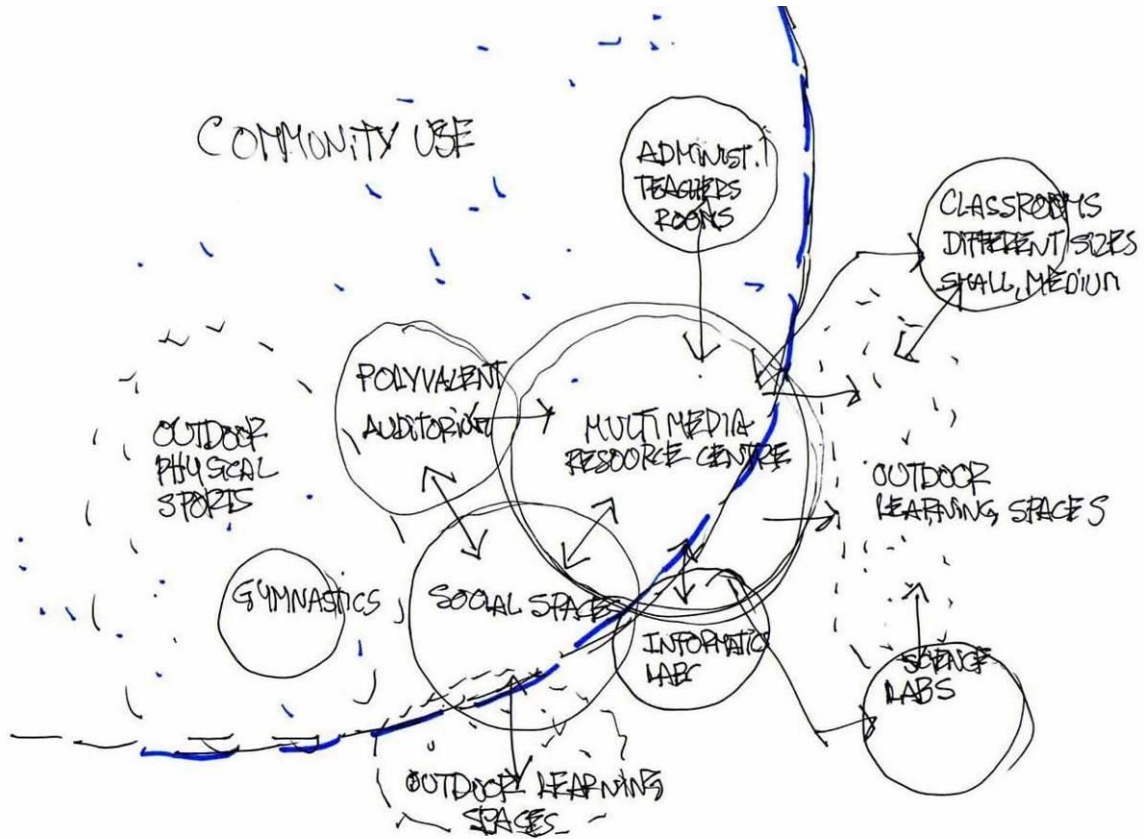 COMMUNITY USE
ADMINIST.
TEACHERS
ROOMS
CLASSROOMS
DIFFERENT SIZES
SMALL, MEDIUM
POLYVALENT
AUDITORIUM
MULTIMEDIA
RESOURCE CENTRE
OUTDOOR
PHYSICAL
SPORTS
OUTDOOR
LEARNING SPACES
GYMNASTICS
SOCIAL SPACES
INFORMATIC
LABS
SCIENCE
LABS
OUTDOOR LEARNING
SPACES